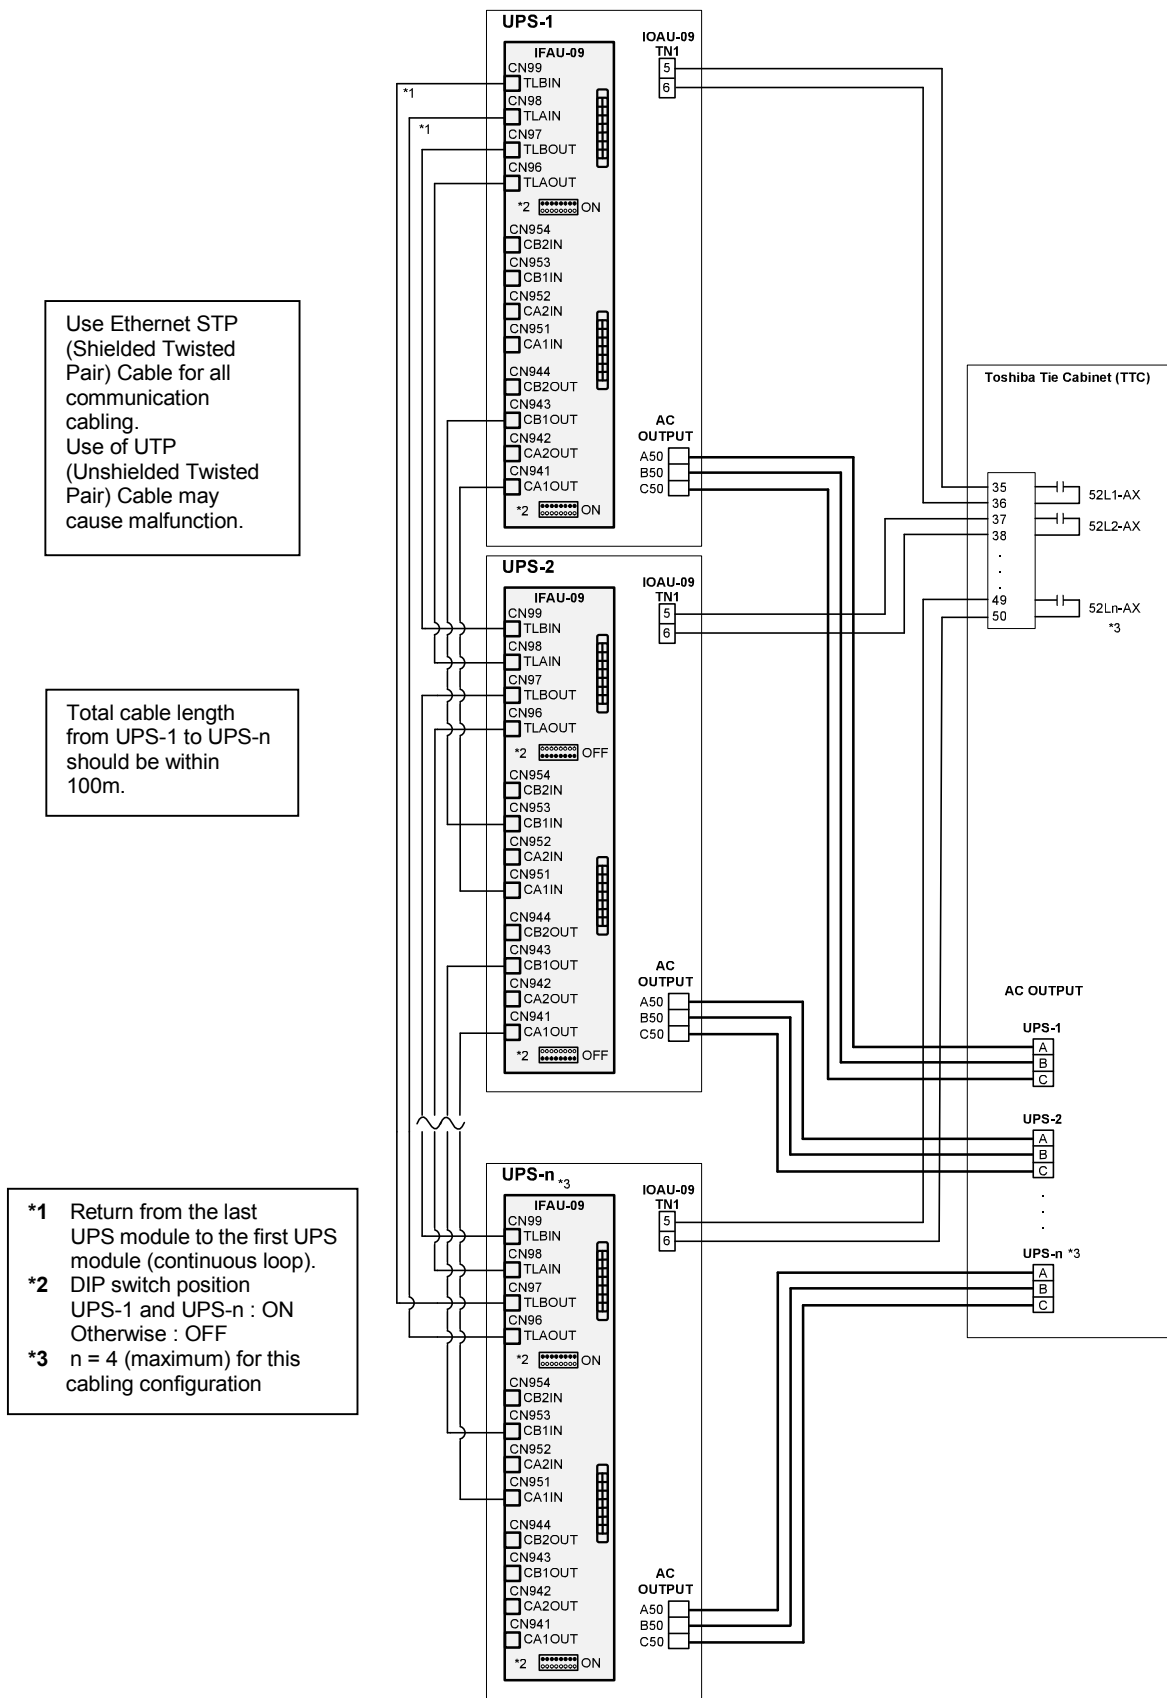 UPS-1
IFAU-09
CN99
TLBIN
*1
CN98
TLAIN
*1
CN97
TLBOUT
CN96
TLAOUT
*2 ON
CN954
CB2IN
CN953
CB1IN
CN952
CA2IN
CN951
CA1IN
CN944
CB2OUT
CN943
CB1OUT
CN942
CA2OUT
CN941
CA1OUT
*2 ON
IOAU-09
TN1
5
6
AC
OUTPUT
A50
B50
C50
Use Ethernet STP
(Shielded Twisted
Pair) Cable for all
communication
cabling.
Use of UTP
(Unshielded Twisted
Pair) Cable may
cause malfunction.
UPS-2
IFAU-09
CN99
TLBIN
CN98
TLAIN
CN97
TLBOUT
CN96
TLAOUT
*2 OFF
CN954
CB2IN
CN953
CB1IN
CN952
CA2IN
CN951
CA1IN
CN944
CB2OUT
CN943
CB1OUT
CN942
CA2OUT
CN941
CA1OUT
*2 OFF
IOAU-09
TN1
5
6
AC
OUTPUT
A50
B50
C50
Total cable length
from UPS-1 to UPS-n
should be within
100m.
UPS-n *3
IFAU-09
CN99
TLBIN
CN98
TLAIN
CN97
TLBOUT
CN96
TLAOUT
*2 ON
CN954
CB2IN
CN953
CB1IN
CN952
CA2IN
CN951
CA1IN
CN944
CB2OUT
CN943
CB1OUT
CN942
CA2OUT
CN941
CA1OUT
*2 ON
IOAU-09
TN1
5
6
AC
OUTPUT
A50
B50
C50
*1 Return from the last
UPS module to the first UPS
module (continuous loop).
*2 DIP switch position
UPS-1 and UPS-n : ON
Otherwise : OFF
*3 n = 4 (maximum) for this
cabling configuration
Toshiba Tie Cabinet (TTC)
35
36
52L1-AX
37
38
52L2-AX
.
.
.
49
50
52Ln-AX
*3
AC OUTPUT
UPS-1
A
B
C
UPS-2
A
B
C
.
.
.
UPS-n *3
A
B
C